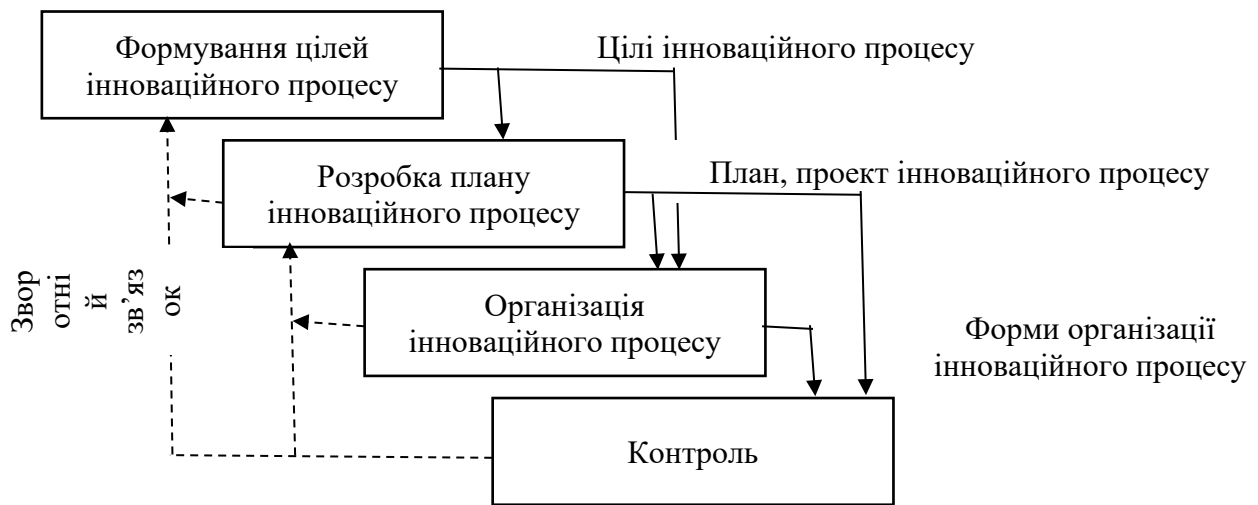 Формування цілей
інноваційного процесу
Цілі інноваційного процесу
Розробка плану
інноваційного процесу
План, проект інноваційного процесу
Звор
отні
й
зв’яз
ок
Організація
інноваційного процесу
Форми організації
інноваційного процесу
Контроль